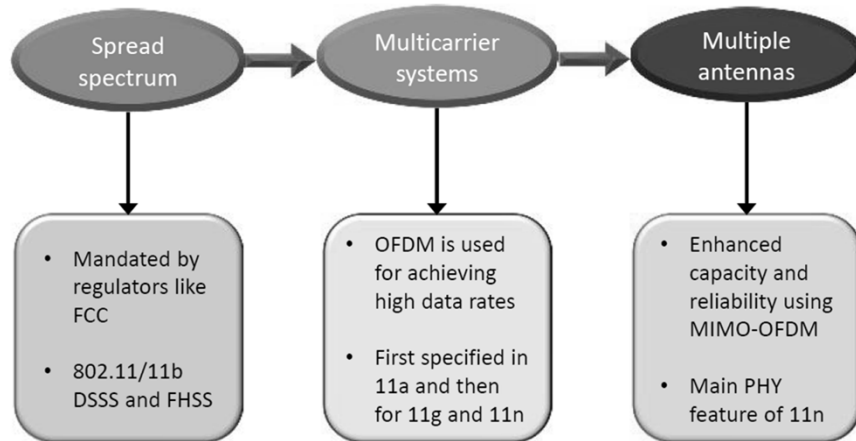 Spread
spectrum
Multicarrier
systems
Multiple
antennas
• Mandated by
regulators like
FCC
• 802.11/11b
DSSS and FHSS
• OFDM is used
for achieving
high data rates
• First specified in
11a and then
for 11g and 11n
• Enhanced
capacity and
reliability using
MIMO-OFDM
• Main PHY
feature of 11n